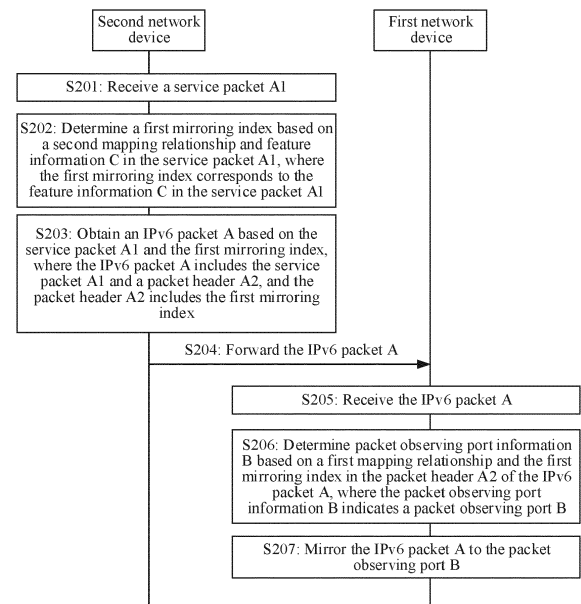 Second network
device
First network
device
S201: Receive a service packet A1
S202: Determine a first mirroring index based on
a second mapping relationship and feature
information C in the service packet A1, where
the first mirroring index corresponds to the
feature information C in the service packet A1
S203: Obtain an IPv6 packet A based on the
service packet A1 and the first mirroring index,
where the IPv6 packet A includes the service
packet A1 and a packet header A2, and the
packet header A2 includes the first mirroring
index
S204: Forward the IPv6 packet A
S205: Receive the IPv6 packet A
S206: Determine packet observing port information
B based on a first mapping relationship and the first
mirroring index in the packet header A2 of the IPv6
packet A, where the packet observing port
information B indicates a packet observing port B
S207: Mirror the IPv6 packet A to the packet
observing port B